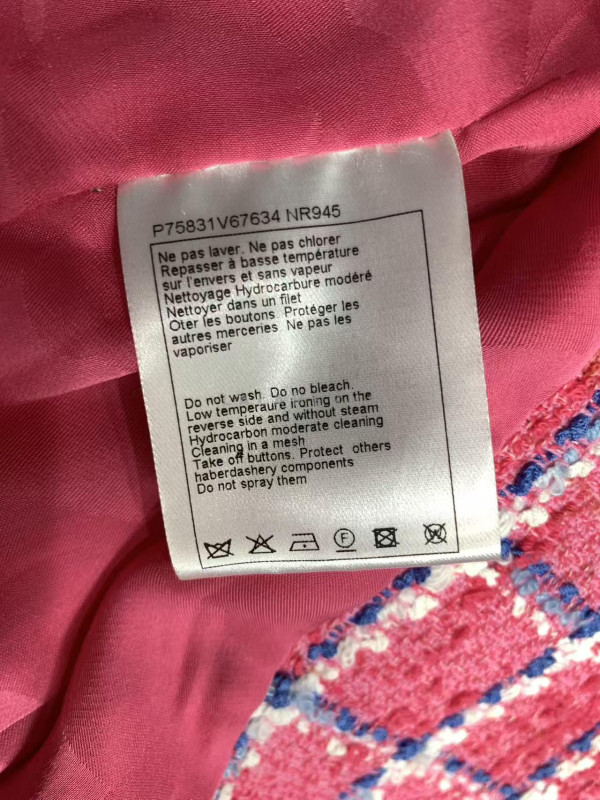 P75831V67634 NR945
Ne pas laver. Ne pas chlorer
Repasser à basse température
sur l'envers et sans vapeur
Nettoyage Hydrocarbure modéré
Nettoyer dans un filet
Oter les boutons. Protéger les
autres merceries. Ne pas les
vaporiser
Do not wash. Do no bleach.
Low temperaure ironing on the
reverse side and without steam
Hydrocarbon moderate cleaning
Cleaning in a mesh
Take off buttons. Protect others
haberdashery components
Do not spray them
F
W